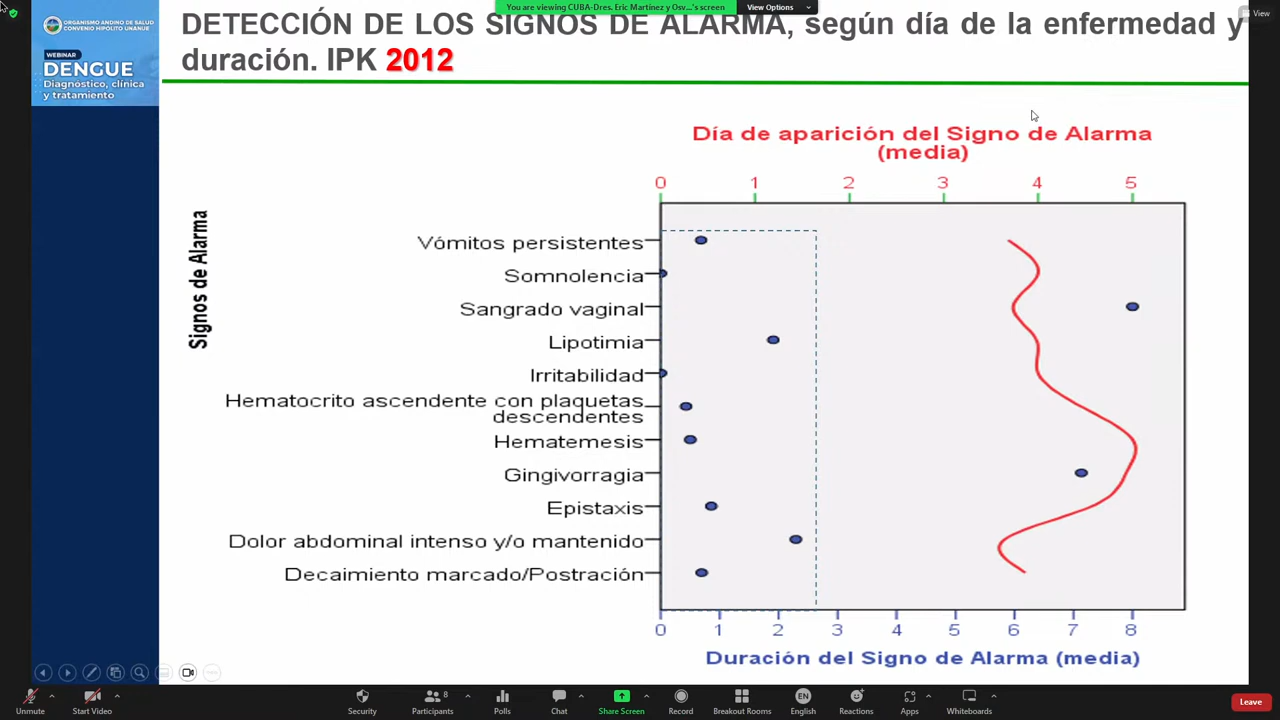 You are viewing CUBA-Dres. Eric Martinez y Osv...'s screen
View Options
View
ORGANISMO ANDINO DE SALUD
CONVENIO HIPÓLITO UNANUE
WEBINAR
DENGUE
Diagnóstico, clínica
y tratamiento
DETECCIÓN DE LOS SIGNOS DE ALARMA, según día de la enfermedad y
duración. IPK 2012
Día de aparición del Signo de Alarma
(media)
0 1 2 3 4 5
Signos de Alarma
Vómitos persistentes
Somnolencia
Sangrado vaginal
Lipotimia
Irritabilidad
Hematocrito ascendente con plaquetas
descendentes
Hematemesis
Gingivorragia
Epistaxis
Dolor abdominal intenso y/o mantenido
Decaimiento marcado/Postración
0 1 2 3 4 5 6 7 8
Duración del Signo de Alarma (media)
Unmute
Start Video
Security
Participants
8
Polls
Chat
Share Screen
Record
Breakout Rooms
EN
English
Reactions
Apps
Whiteboards
Leave